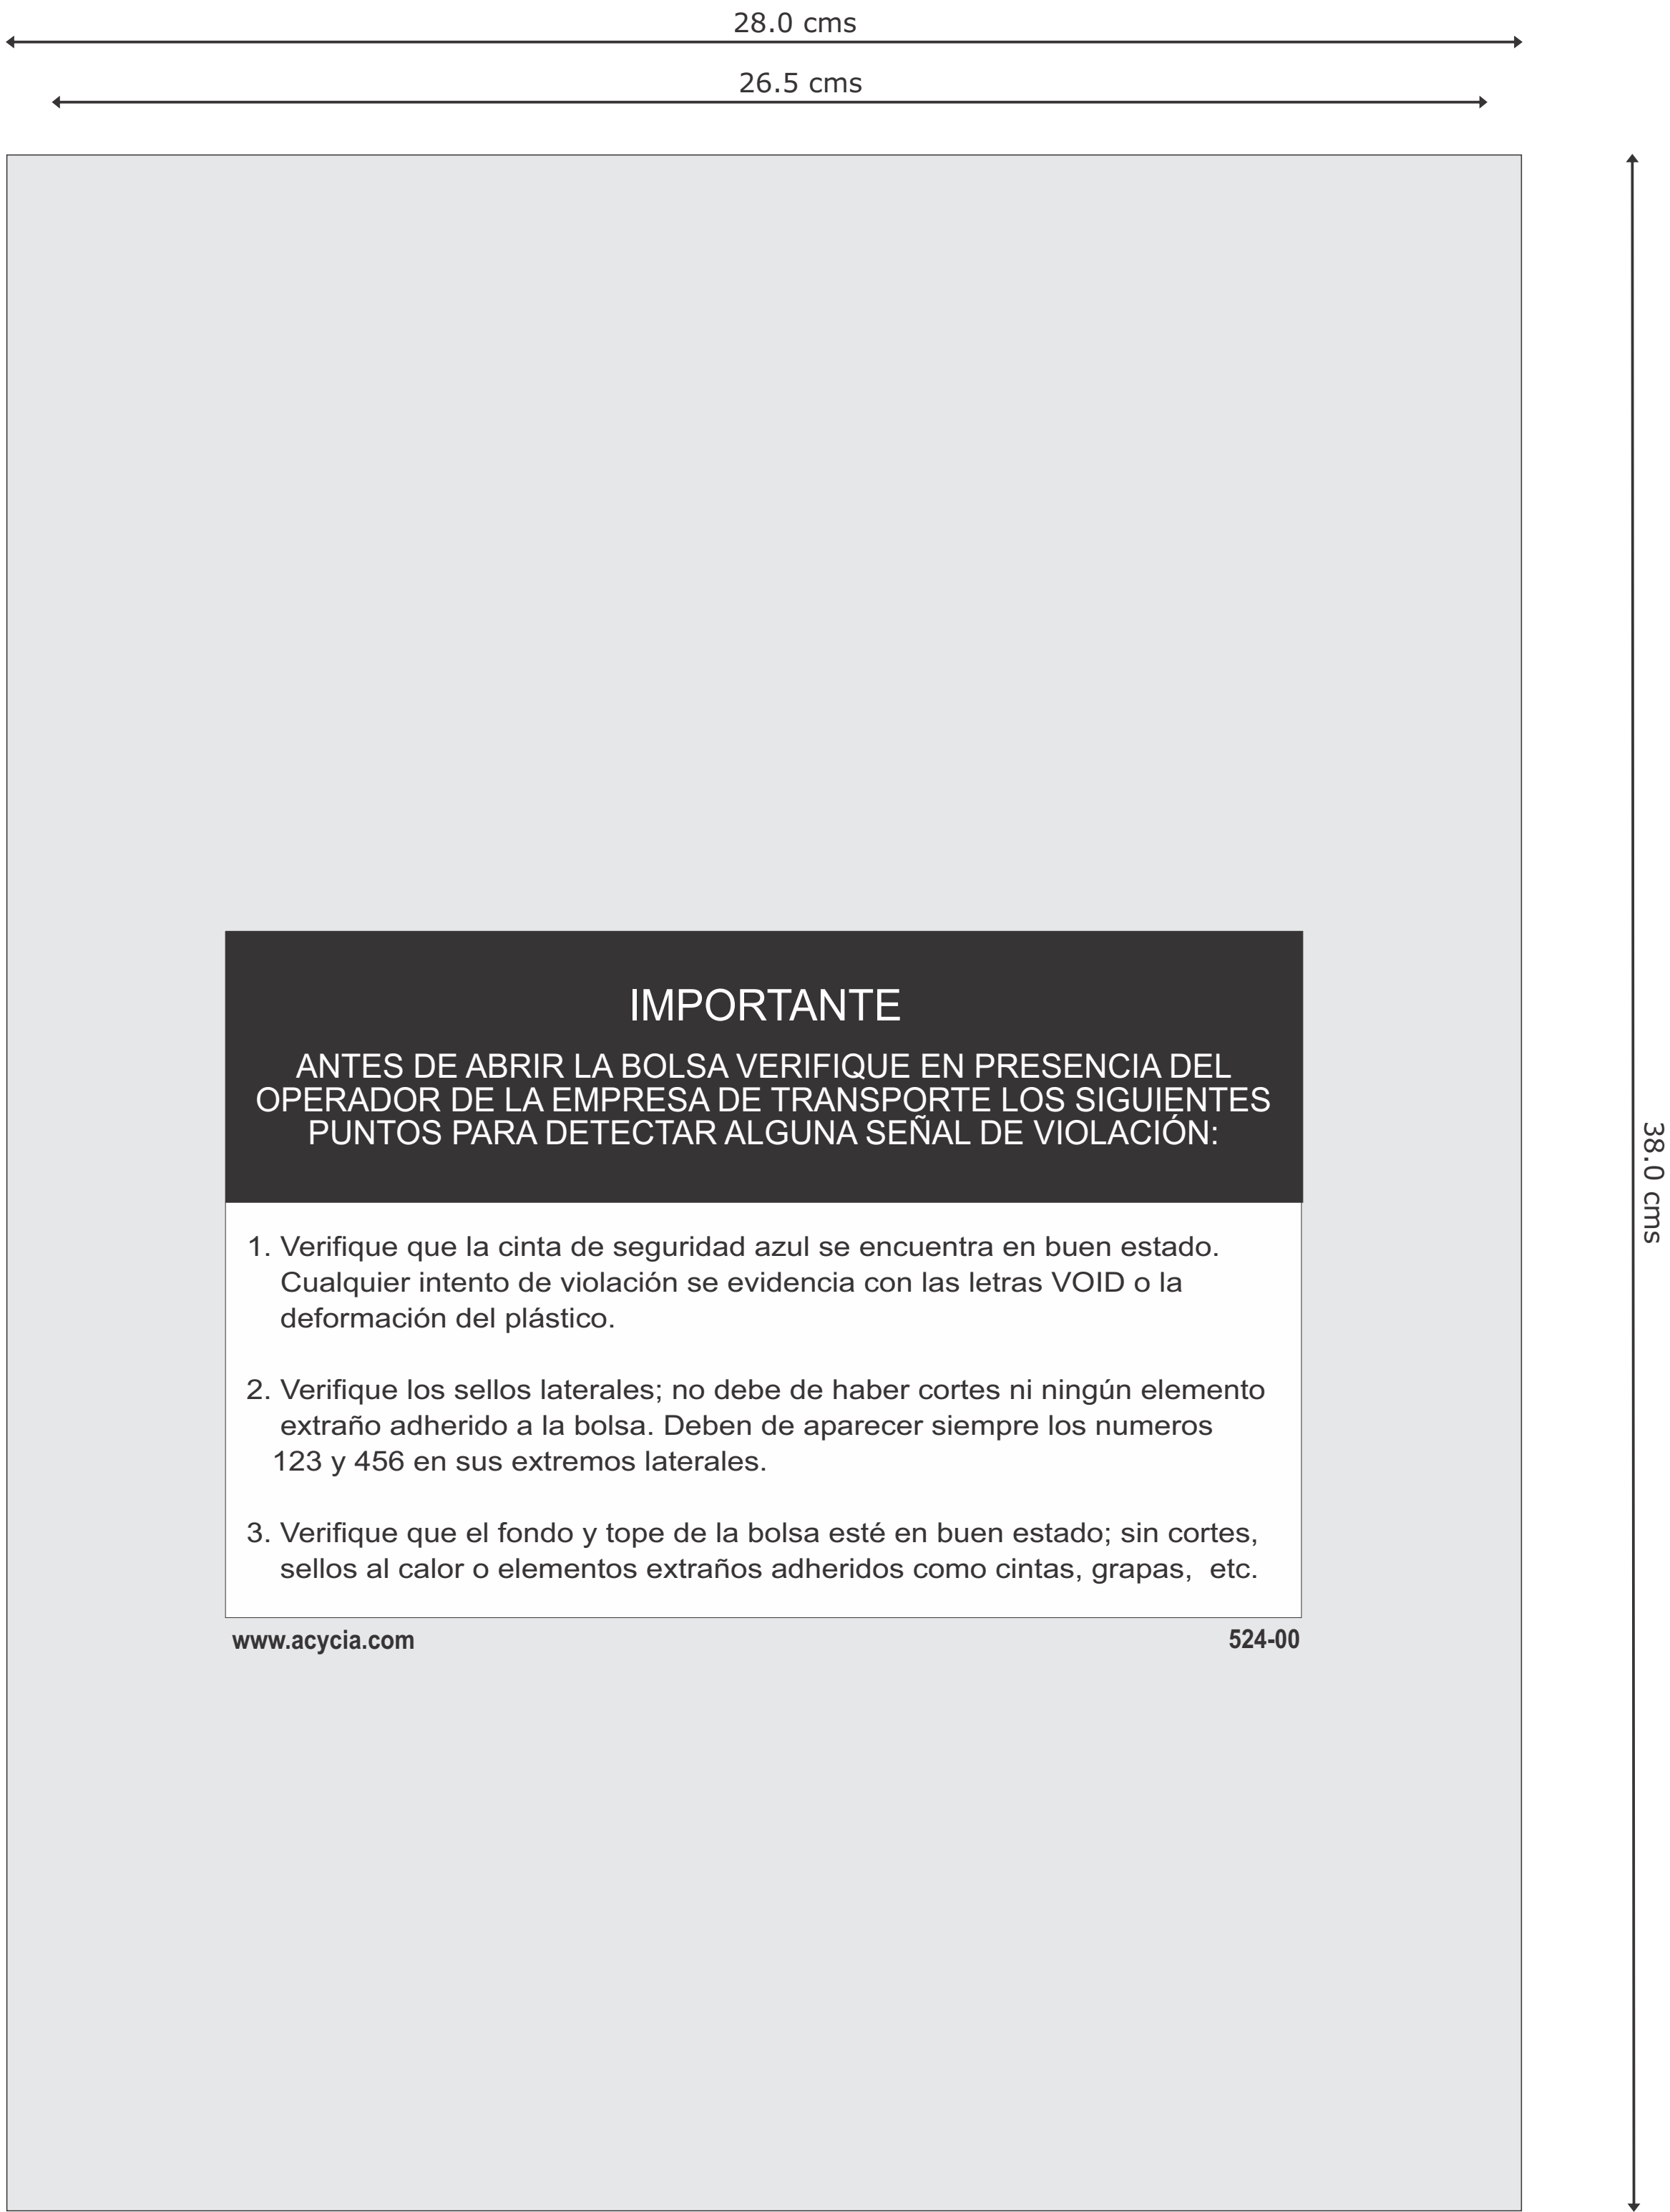 28.0 cms
26.5 cms
IMPORTANTE
ANTES DE ABRIR LA BOLSA VERIFIQUE EN PRESENCIA DEL
OPERADOR DE LA EMPRESA DE TRANSPORTE LOS SIGUIENTES
PUNTOS PARA DETECTAR ALGUNA SEÑAL DE VIOLACIÓN:
38.0 cms
1. Verifique que la cinta de seguridad azul se encuentra en buen estado.
Cualquier intento de violación se evidencia con las letras VOID o la
deformación del plástico.
2. Verifique los sellos laterales; no debe de haber cortes ni ningún elemento
extraño adherido a la bolsa. Deben de aparecer siempre los numeros
123 y 456 en sus extremos laterales.
3. Verifique que el fondo y tope de la bolsa esté en buen estado; sin cortes,
sellos al calor o elementos extraños adheridos como cintas, grapas, etc.
www.acycia.com
524-00